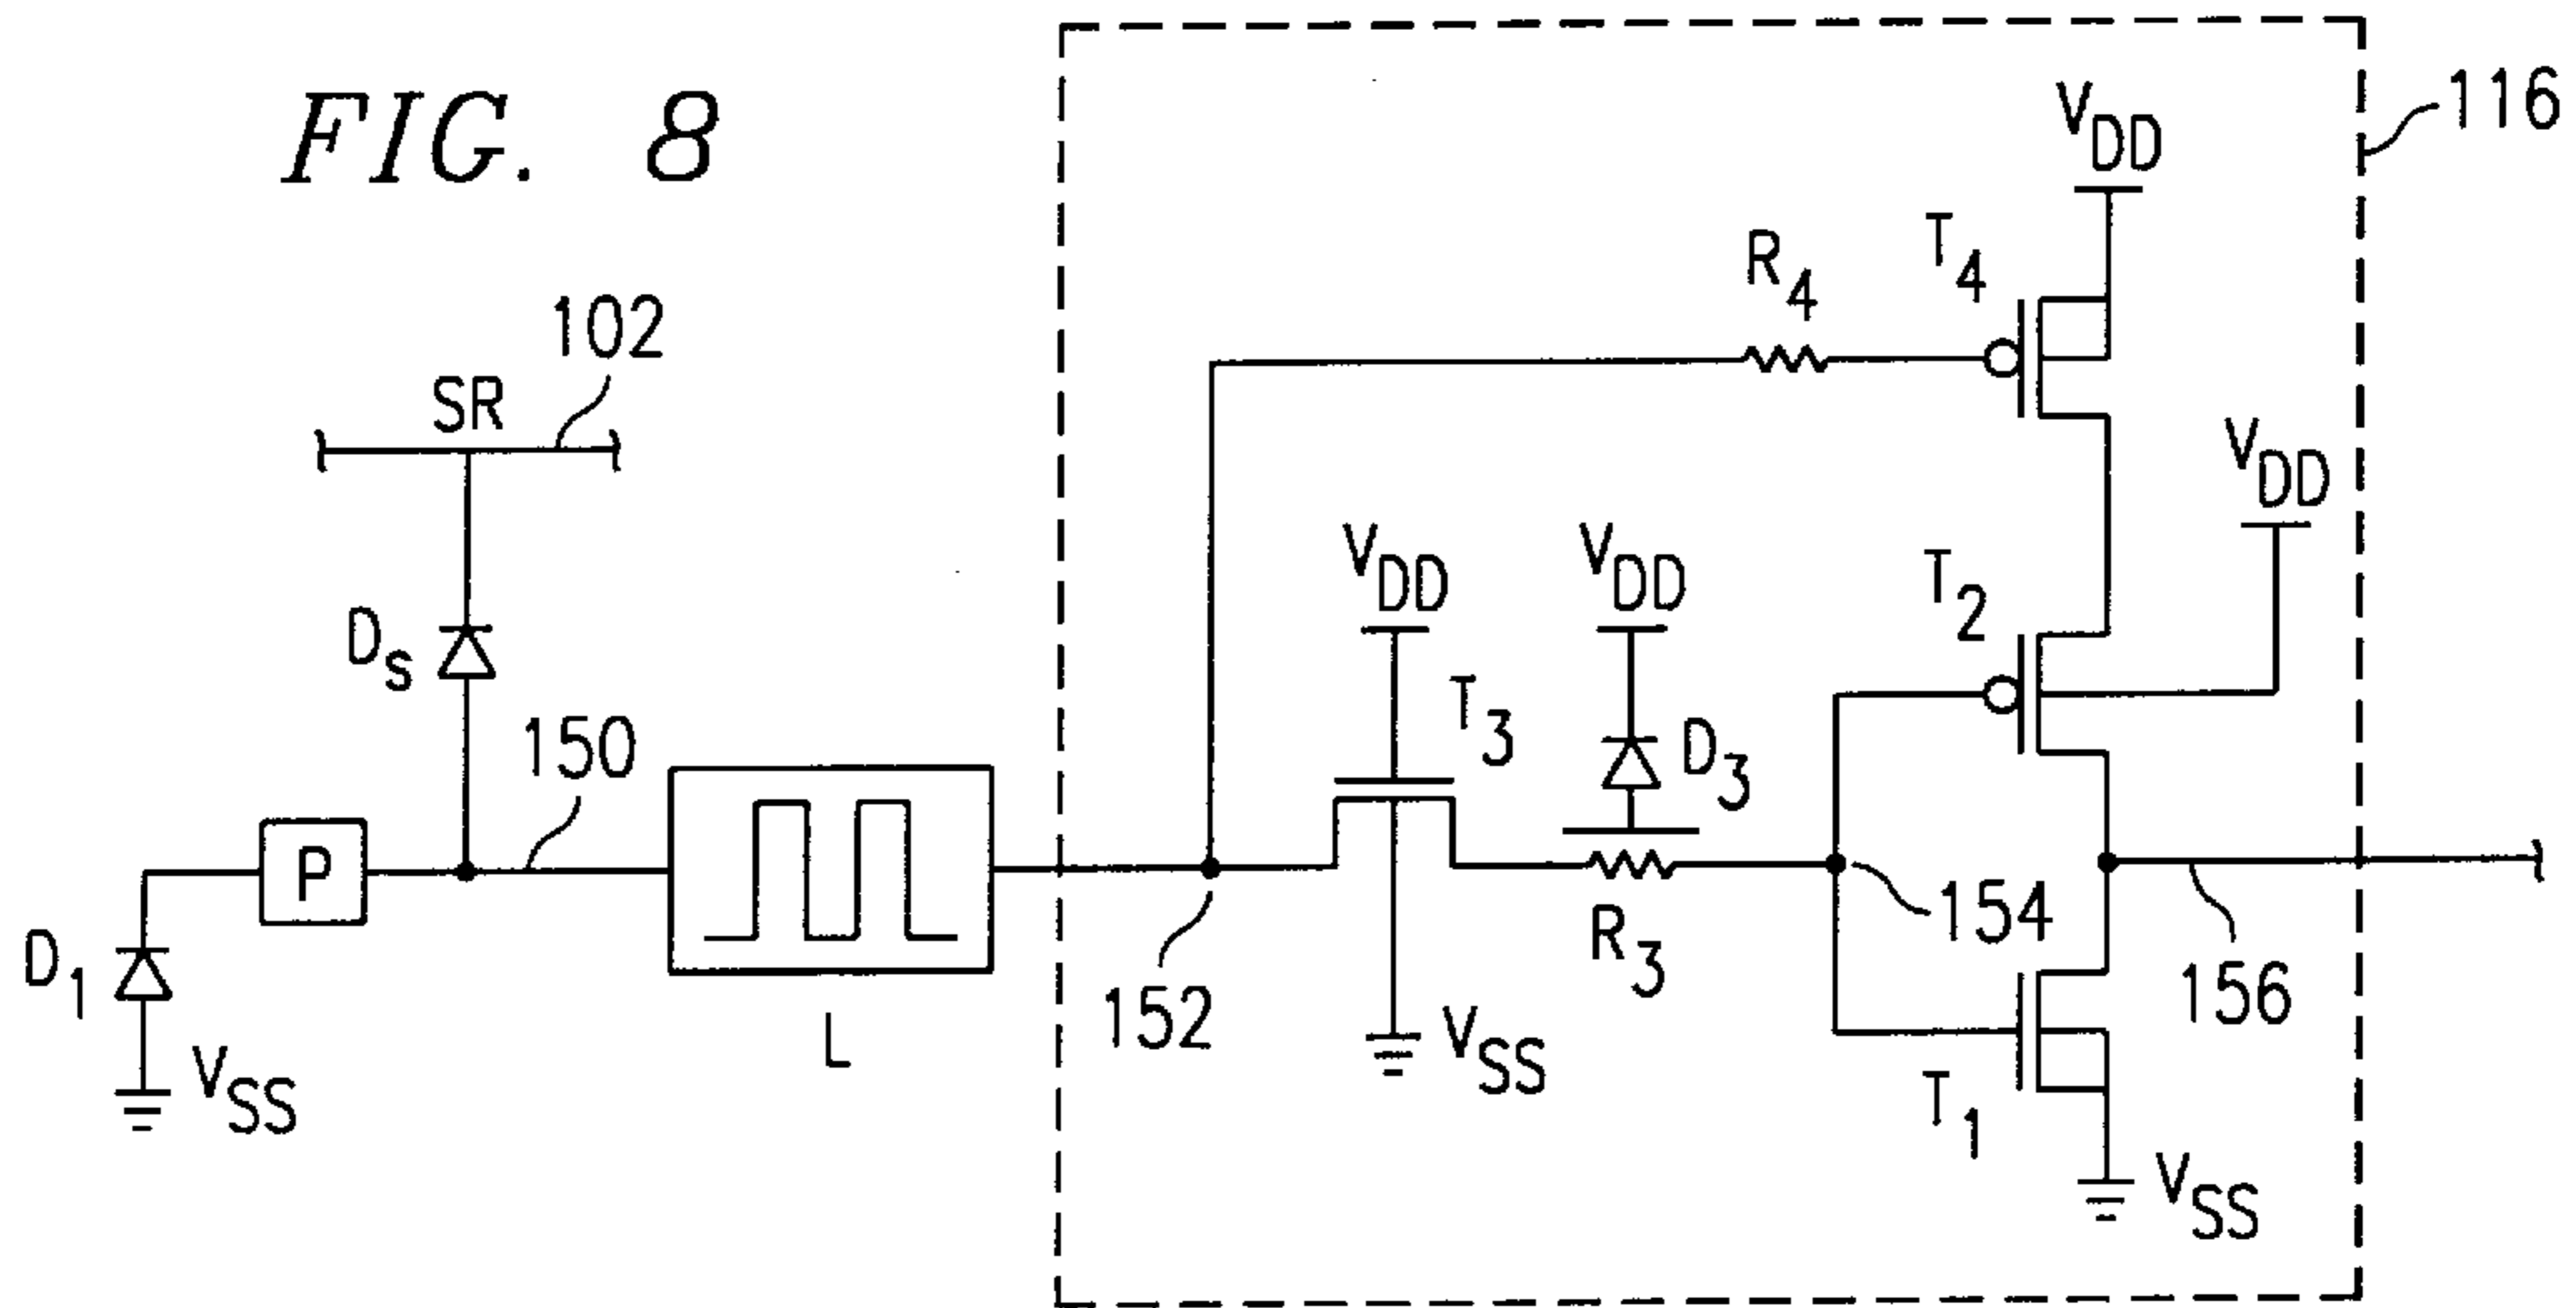 FIG. 8
116
VDD
T4
R4
102
SR
VDD
VDD
VDD
T2
DS
T3
D3
150
P
154
D1
R3
156
152
L
VSS
VSS
T1
VSS